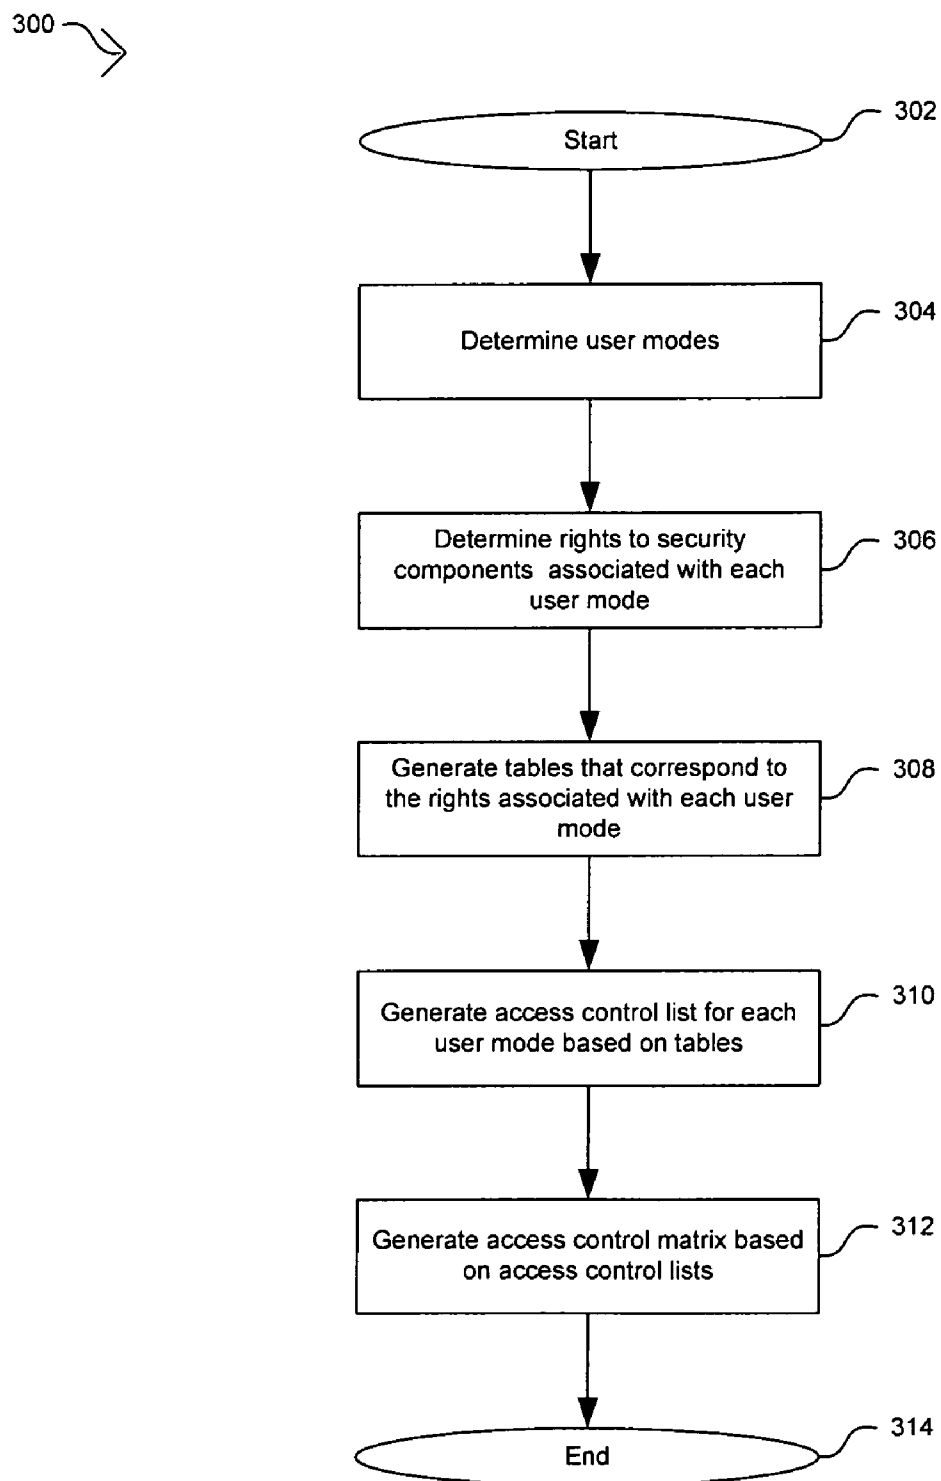 300
302
Start
304
Determine user modes
306
Determine rights to security
components associated with each
user mode
308
Generate tables that correspond to
the rights associated with each user
mode
310
Generate access control list for each
user mode based on tables
312
Generate access control matrix based
on access control lists
314
End